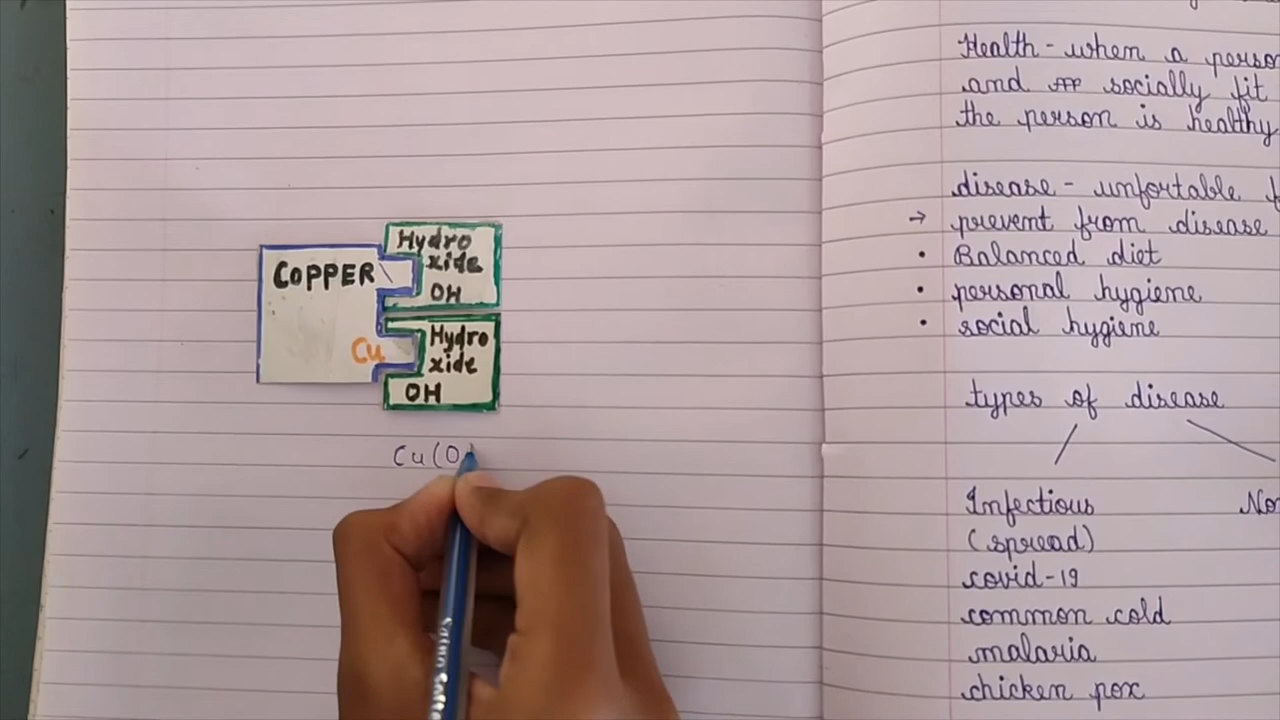 Hydro
xide
OH
COPPER
Hydro
xide
Cu
OH
Cu(O
Health - when a perso
and socially fit
the person is healthy
disease - unfortable
→ prevent from disease
• Balanced diet
• personal hygiene
• social hygiene
types of disease
Infectious
No
(spread)
covid-19
common cold
malaria
chicken pox